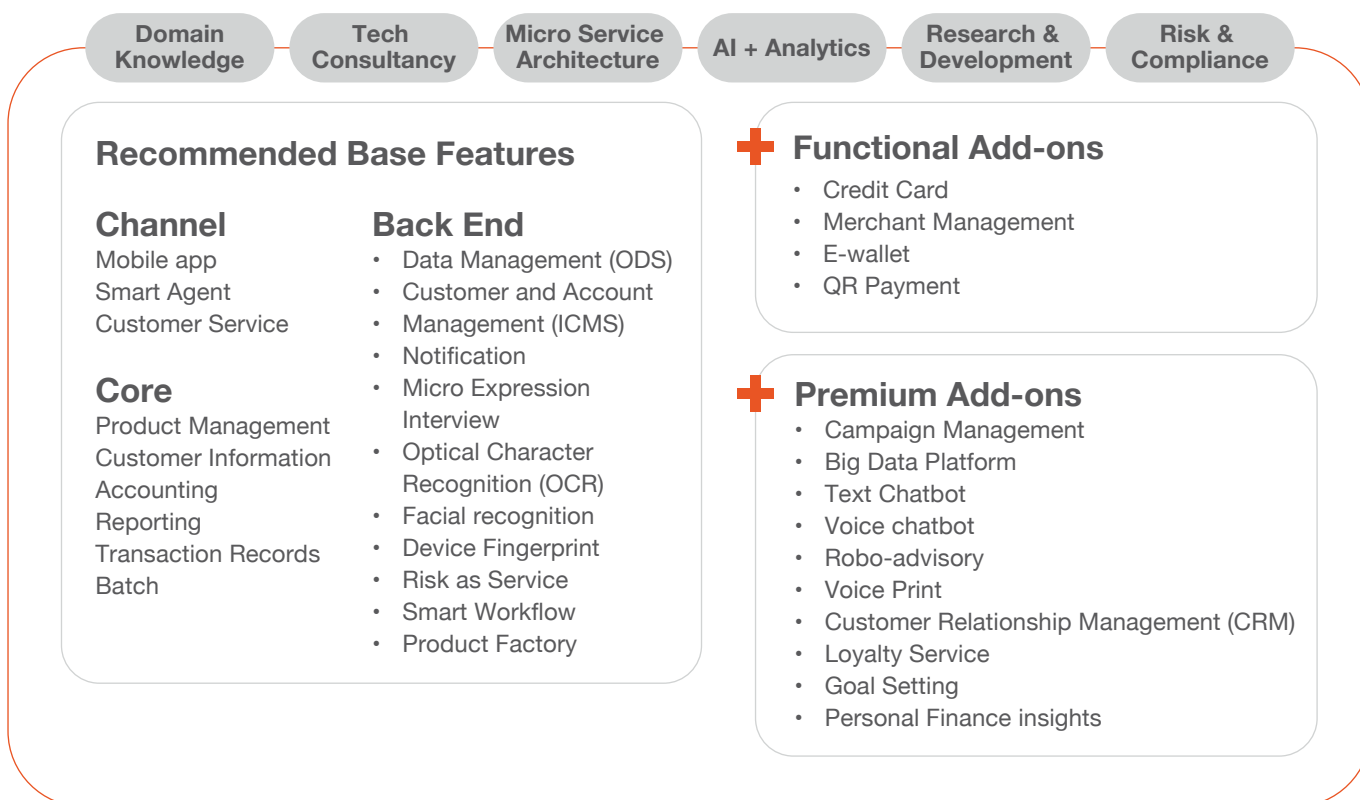 Domain
Knowledge
Tech
Consultancy
Micro Service
Architecture
AI + Analytics
Research &
Development
Risk &
Compliance
Recommended Base Features
Channel
Mobile app
Smart Agent
Customer Service
Core
Product Management
Customer Information
Accounting
Reporting
Transaction Records
Batch
Back End
• Data Management (ODS)
• Customer and Account
• Management (ICMS)
• Notification
• Micro Expression
Interview
• Optical Character
Recognition (OCR)
• Facial recognition
• Device Fingerprint
• Risk as Service
• Smart Workflow
• Product Factory
Functional Add-ons
• Credit Card
• Merchant Management
• E-wallet
• QR Payment
Premium Add-ons
• Campaign Management
• Big Data Platform
• Text Chatbot
• Voice chatbot
• Robo-advisory
• Voice Print
• Customer Relationship Management (CRM)
• Loyalty Service
• Goal Setting
• Personal Finance insights